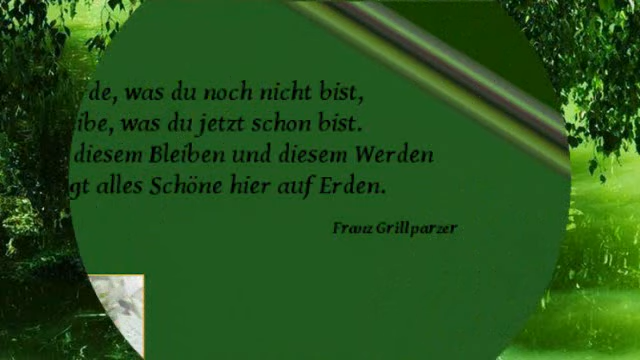 de, was du noch nicht bist,
ibe, was du jetzt schon bist.
diesem Bleiben und diesem Werden
gt alles Schöne hier auf Erden.
Franz Grillparzer